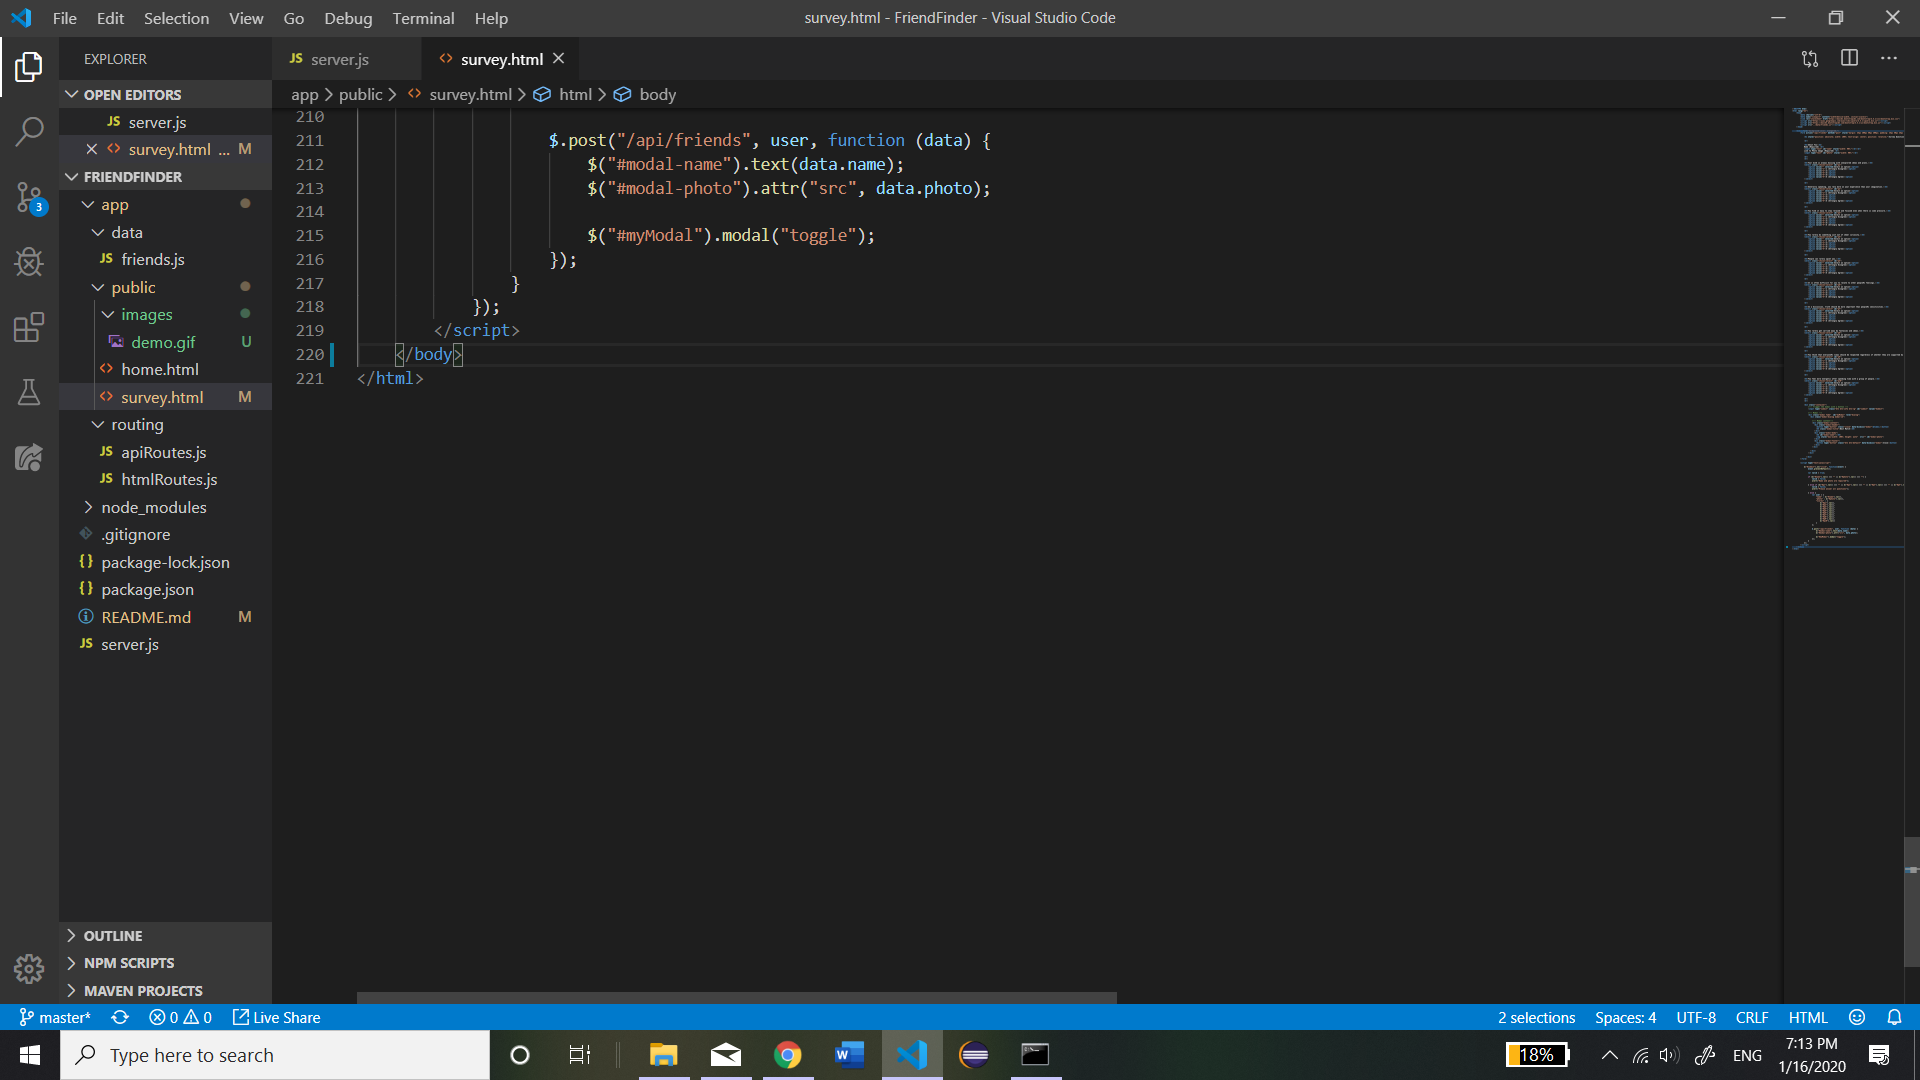 File Edit Selection View Go Debug Terminal Help
survey.html - FriendFinder - Visual Studio Code
EXPLORER
OPEN EDITORS
JS server.js
<> survey.html ... M
3
FRIENDFINDER
app
data
JS friends.js
public
images
demo.gif U
<> home.html
<> survey.html M
routing
JS apiRoutes.js
JS htmlRoutes.js
node_modules
.gitignore
{} package-lock.json
{} package.json
README.md M
JS server.js
OUTLINE
NPM SCRIPTS
MAVEN PROJECTS
JS server.js
<> survey.html
app > public > <> survey.html > html > body
210
211 $.post("/api/friends", user, function (data) {
212 $("#modal-name").text(data.name);
213 $("#modal-photo").attr("src", data.photo);
214
215 $("#myModal").modal("toggle");
216 });
217 }
218 });
219 </script>
220 </body>
221 </html>
master* 0 0 Live Share
2 selections Spaces: 4 UTF-8 CRLF HTML
Type here to search
18%
ENG
7:13 PM
1/16/2020